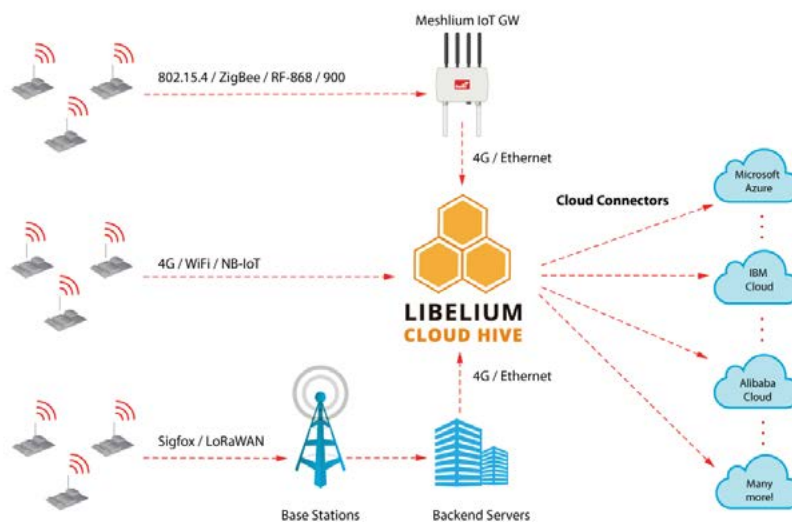 Meshlium IoT GW
802.15.4 / ZigBee / RF-868 / 900
4G / Ethernet
Cloud Connectors
Microsoft
Azure
4G / WiFi / NB-IoT
IBM
Cloud
LIBELIUM
CLOUD HIVE
4G / Ethernet
Alibaba
Cloud
Sigfox / LoRaWAN
Many
more!
Base Stations
Backend Servers